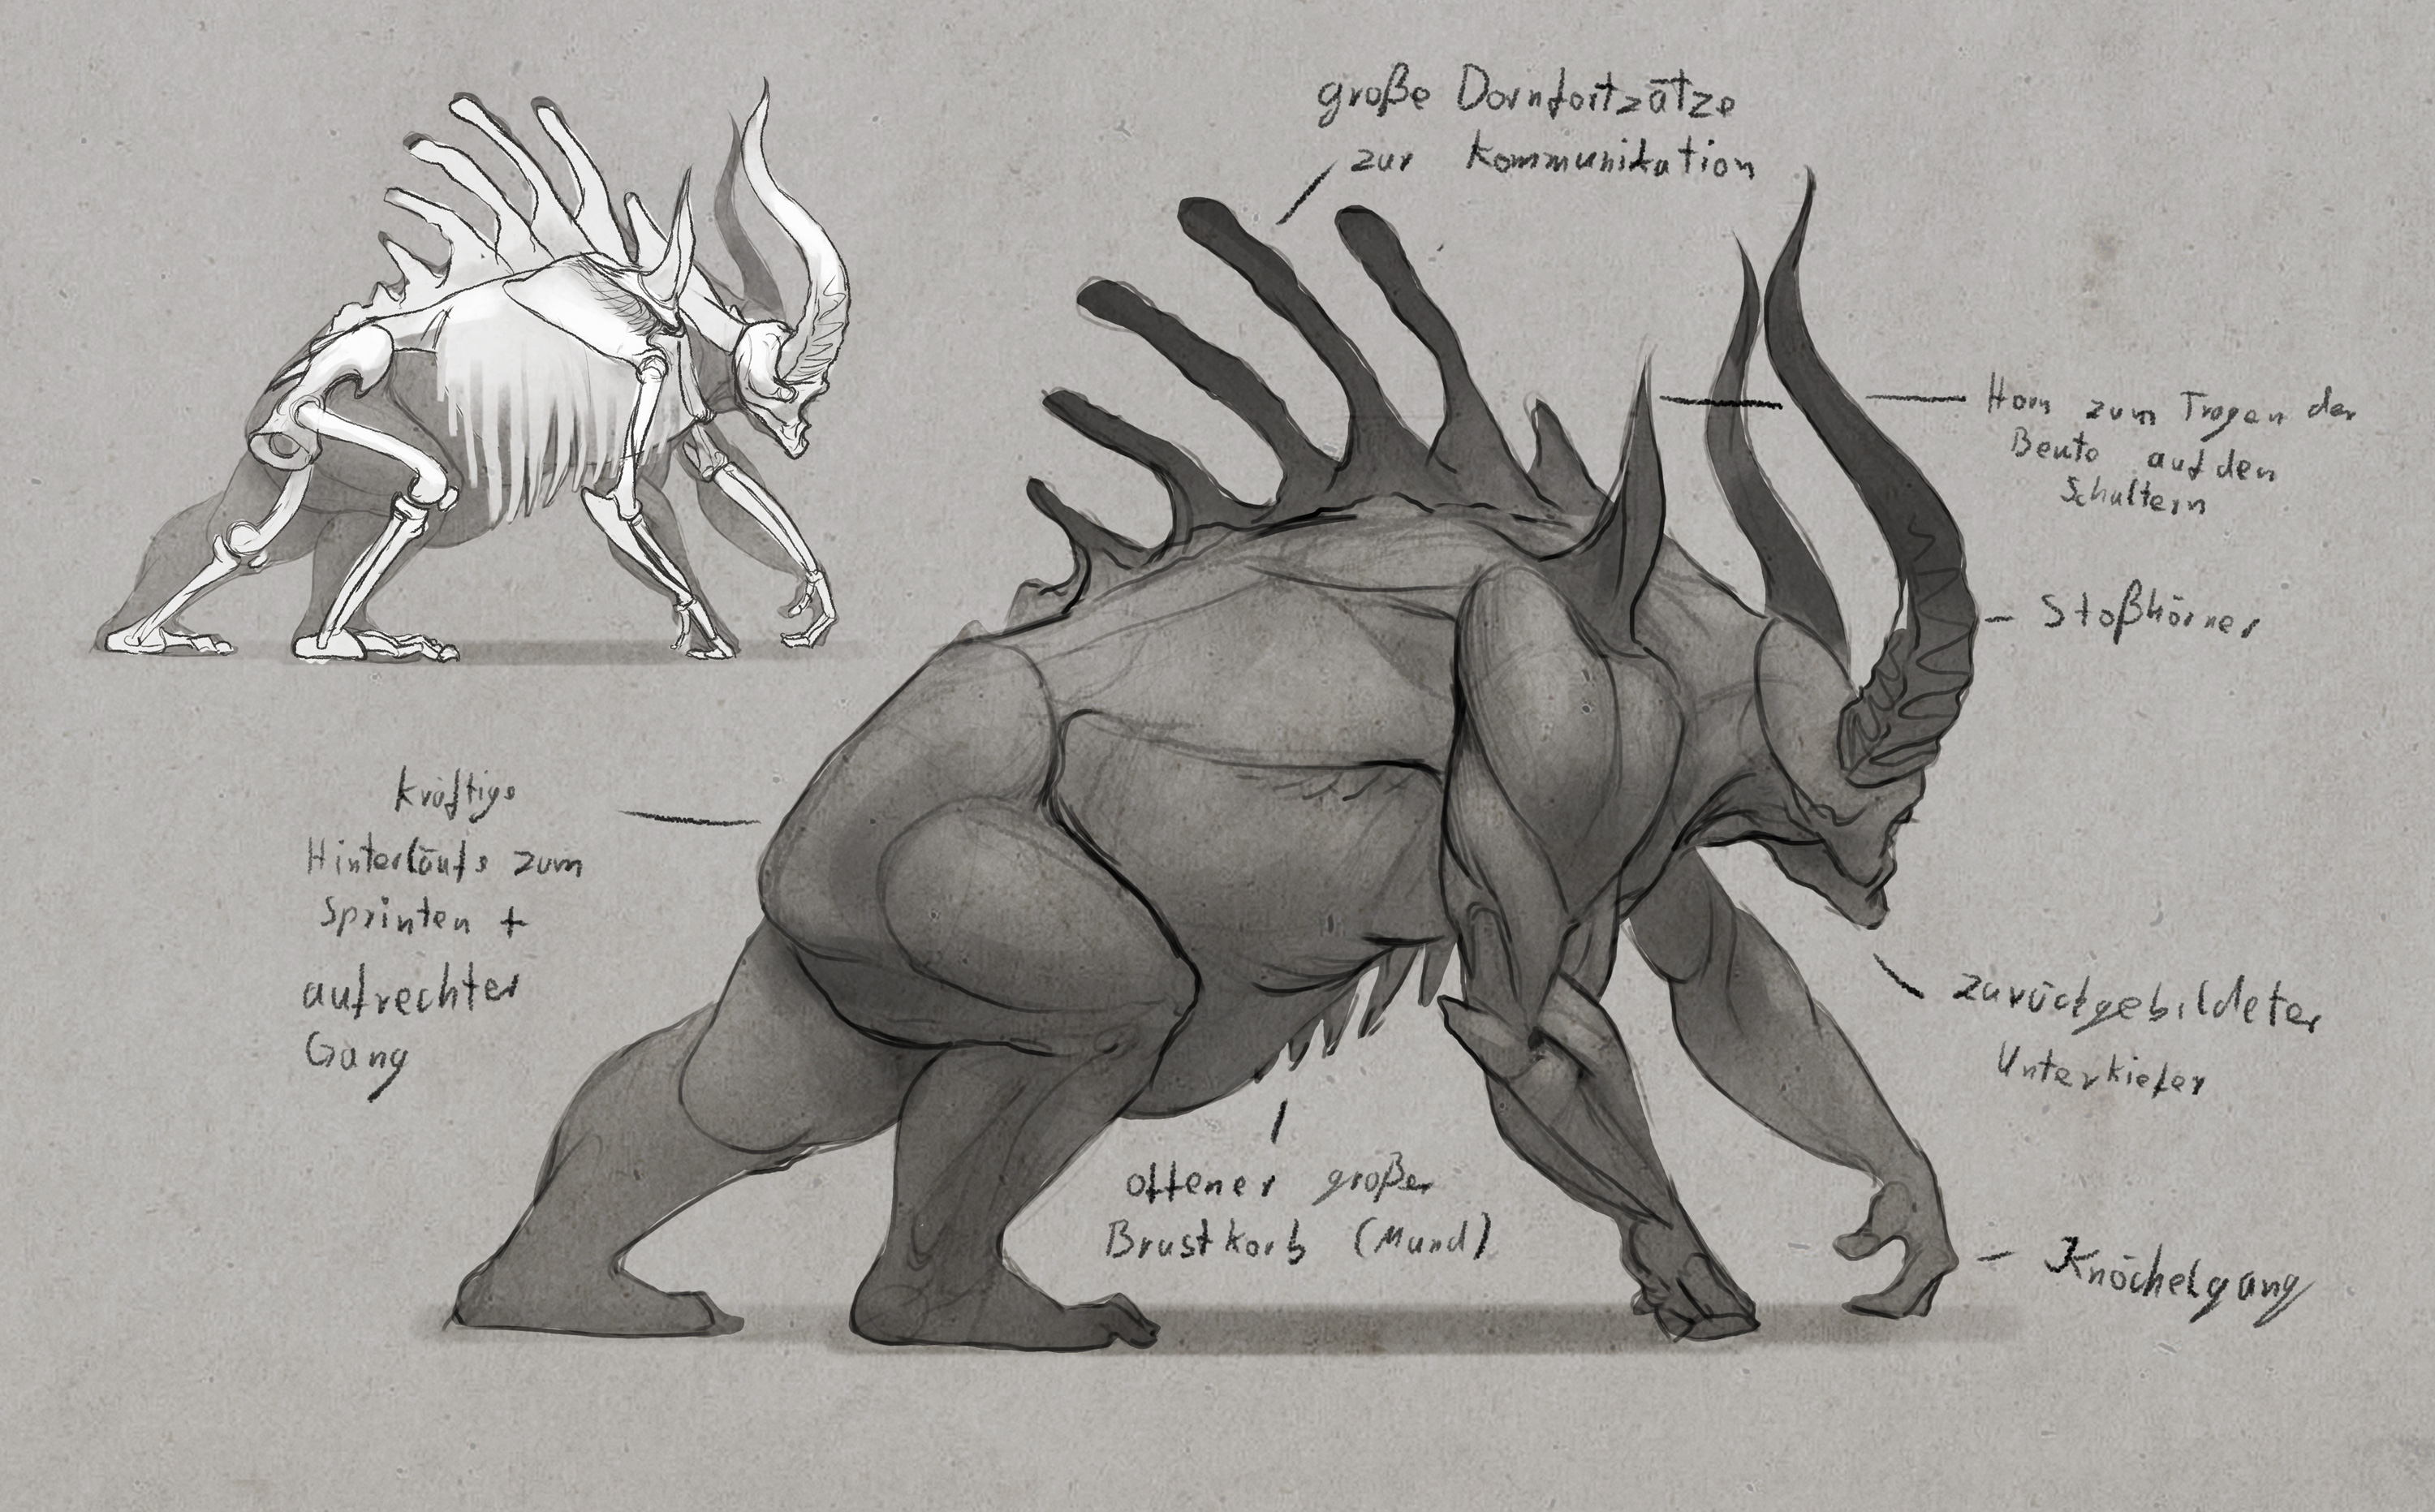 große Dornfortzätze
zur Kommunikation
Horn zum Tragen der
Beute auf den
Schultern
Stoßhörner
kräftige
Hinterläufe zum
Sprinten +
aufrechter
Gang
zurückgebildeter
Unterkiefer
offener großer
Brustkorb (Mund)
Knöchelgang